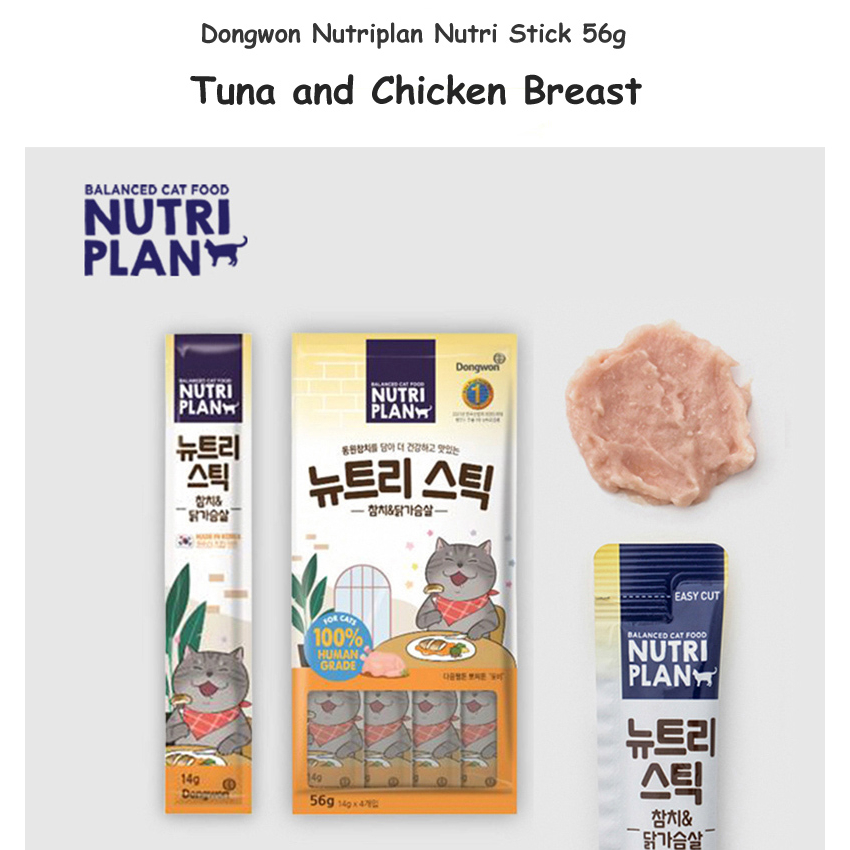 Dongwon Nutriplan Nutri Stick 56g
Tuna and Chicken Breast
BALANCED CAT FOOD
NUTRI
PLAN
BALANCED CAT FOOD
NUTRI
PLAN
뉴트리
스틱
참치&
닭가슴살
MADE IN KOREA
14g
Dongwon
BALANCED CAT FOOD
NUTRI
PLAN
Dongwon
1
동원참치를 담아 더 건강하고 맛있는
뉴트리 스틱
참치&닭가슴살
FOR CATS
100%
HUMAN
GRADE
56g 14g x 4개입
EASY CUT
BALANCED CAT FOOD
NUTRI
PLAN
뉴트리
스틱
참치&
닭가슴살